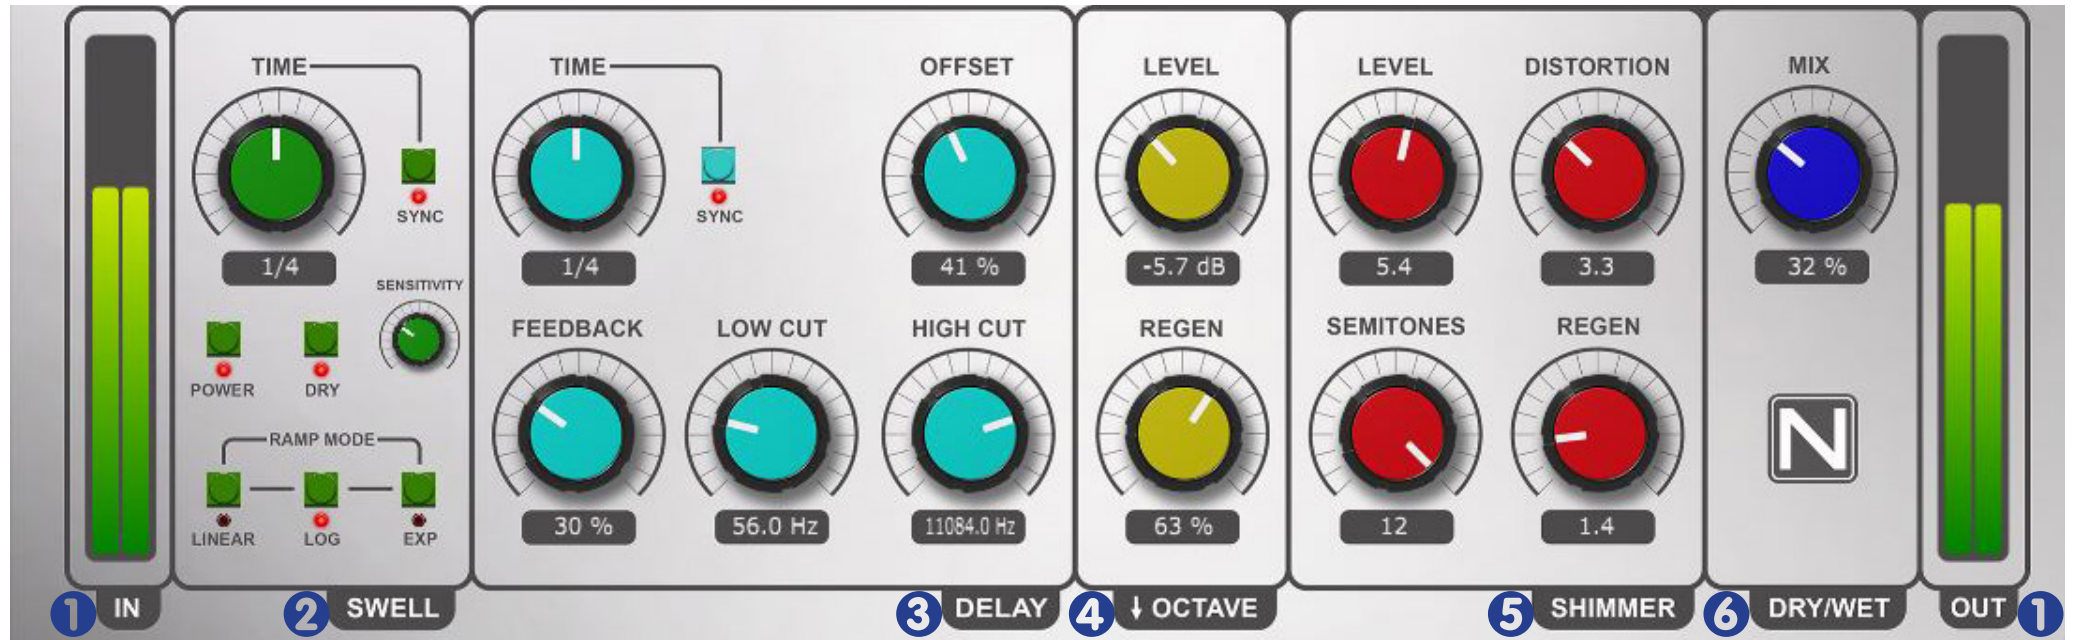 TIME
SYNC
1/4
SENSITIVITY
POWER
DRY
RAMP MODE
LINEAR
LOG
EXP
TIME
SYNC
1/4
OFFSET
41 %
FEEDBACK
30 %
LOW CUT
56.0 Hz
HIGH CUT
11084.0 Hz
LEVEL
-5.7 dB
REGEN
63 %
LEVEL
5.4
DISTORTION
3.3
SEMITONES
12
REGEN
1.4
MIX
32 %
N
1 IN
2 SWELL
3 DELAY
4 OCTAVE
5 SHIMMER
6 DRY/WET
OUT 1